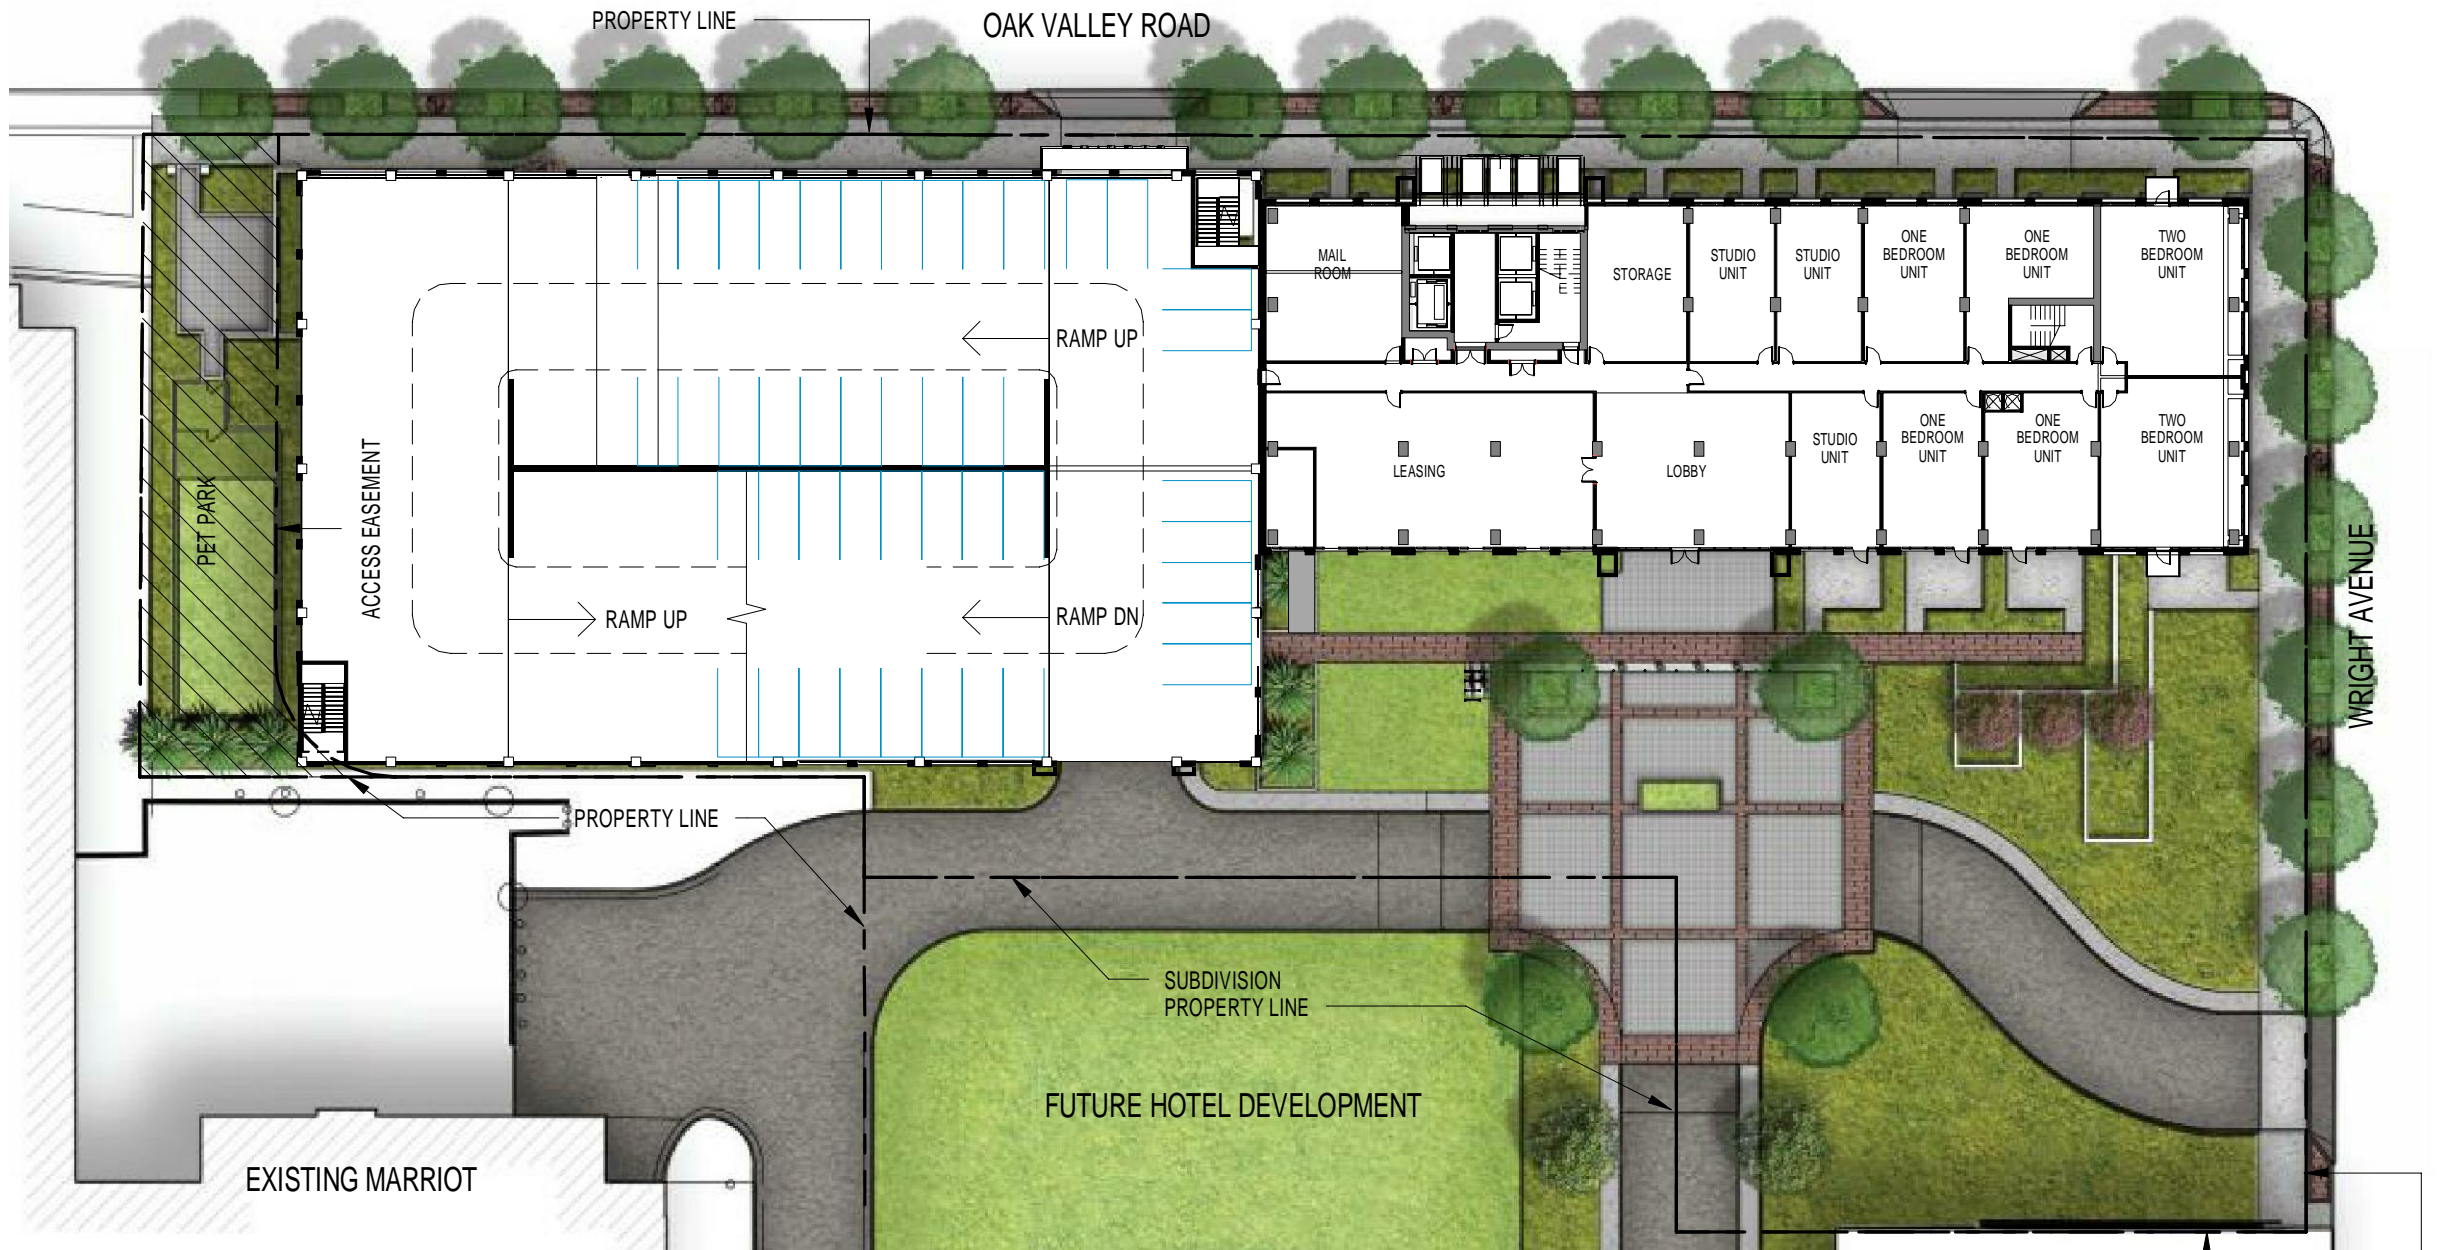 PROPERTY LINE
OAK VALLEY ROAD
MAIL
ROOM
STORAGE
STUDIO
UNIT
STUDIO
UNIT
ONE
BEDROOM
UNIT
ONE
BEDROOM
UNIT
TWO
BEDROOM
UNIT
RAMP UP
ACCESS EASEMENT
PET PARK
LEASING
LOBBY
STUDIO
UNIT
ONE
BEDROOM
UNIT
ONE
BEDROOM
UNIT
TWO
BEDROOM
UNIT
RAMP UP
RAMP DN
WRIGHT AVENUE
PROPERTY LINE
SUBDIVISION
PROPERTY LINE
FUTURE HOTEL DEVELOPMENT
EXISTING MARRIOT